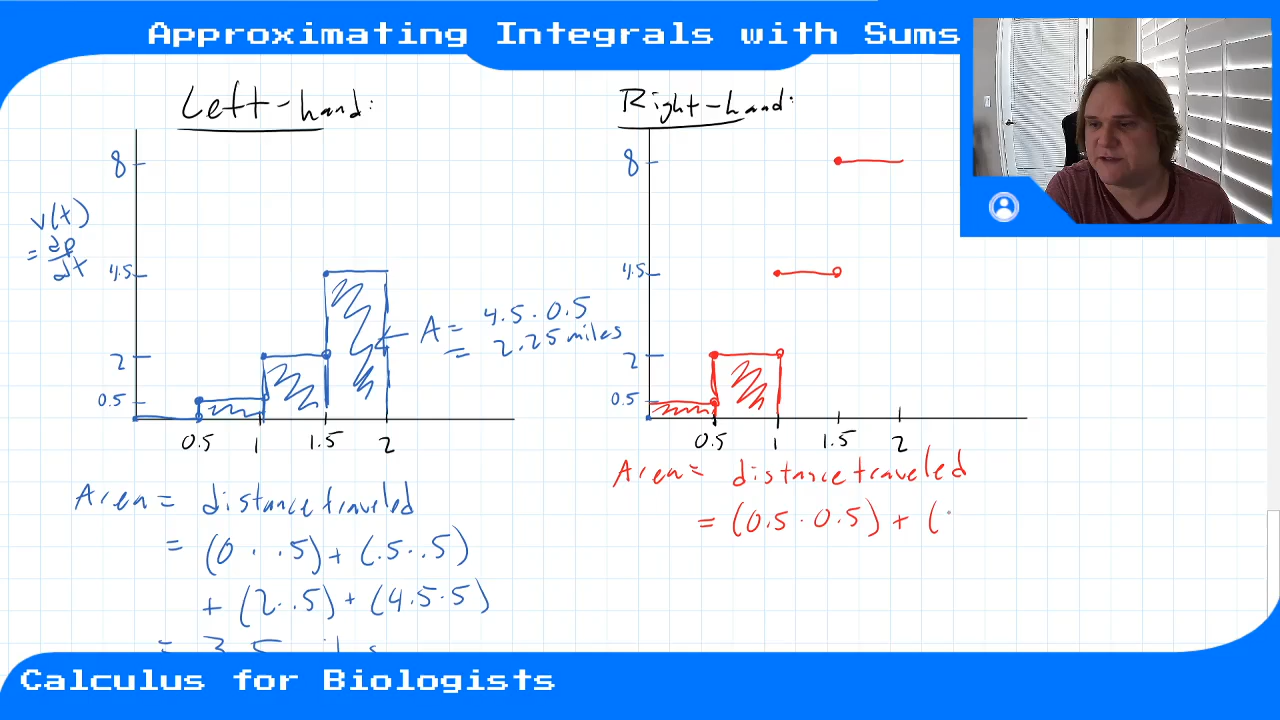 Approximating Integrals with Sums
Left-hand:
8
v(t)
= dp/dt
4.5
2
0.5
0.5 1 1.5 2
A = 4.5 · 0.5
= 2.25 miles
Area = distance traveled
= (0 · .5) + (.5 · .5)
+ (2 · .5) + (4.5 · 5)
Right-hand:
8
4.5
2
0.5
0.5 1 1.5 2
Area = distance traveled
= (0.5 · 0.5) + (
Calculus for Biologists